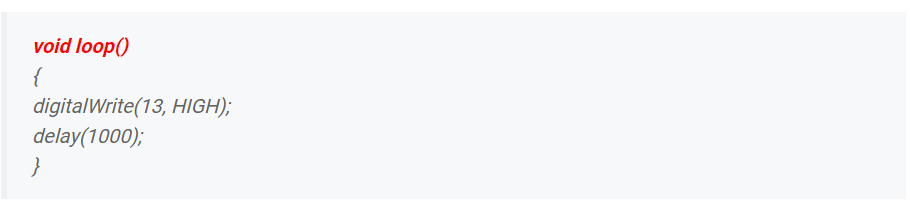 void loop()
{
digitalWrite(13, HIGH);
delay(1000);
}